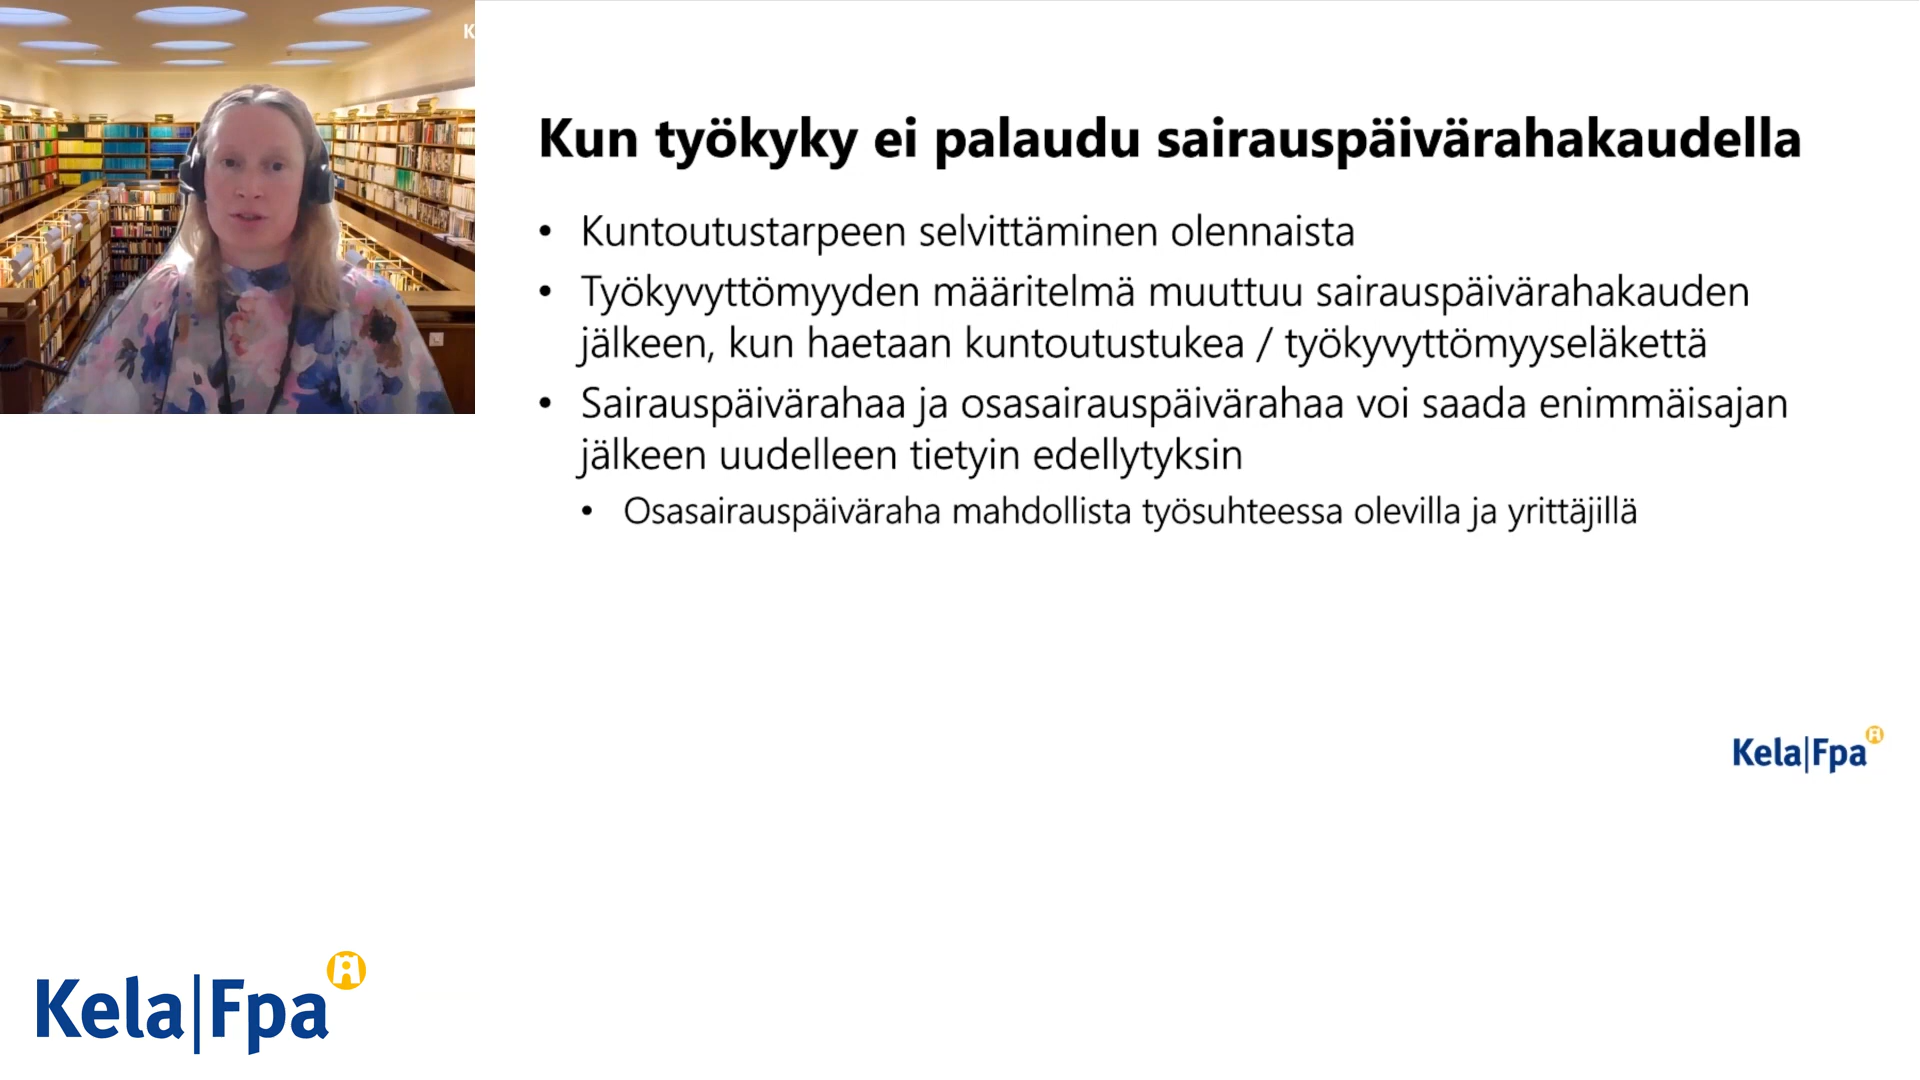 K
Kun työkyky ei palaudu sairauspäivärahakaudella
• Kuntoutustarpeen selvittäminen olennaista
• Työkyvyttömyyden määritelmä muuttuu sairauspäivärahakauden
jälkeen, kun haetaan kuntoutustukea / työkyvyttömyyseläkettä
• Sairauspäivärahaa ja osasairauspäivärahaa voi saada enimmäisajan
jälkeen uudelleen tietyin edellytyksin
• Osasairauspäiväraha mahdollista työsuhteessa olevilla ja yrittäjillä
Kela|Fpa
Kela|Fpa